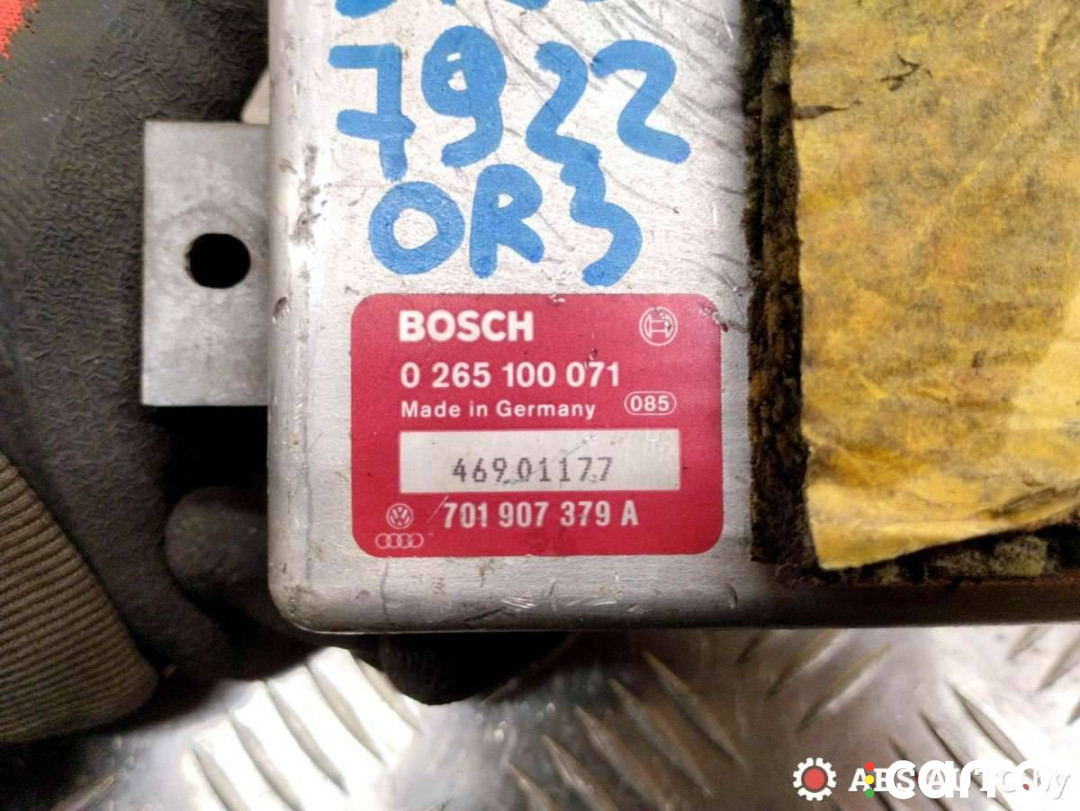 7922
OR3
BOSCH
0 265 100 071
Made in Germany 085
46901177
701 907 379 A